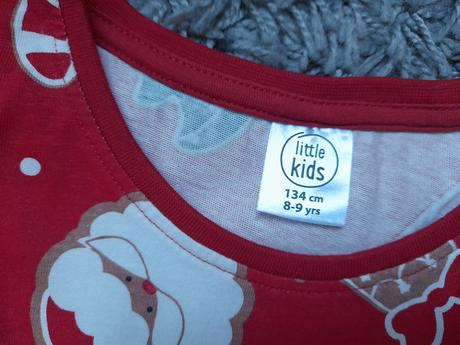 little
kids
134 cm
8-9 yrs